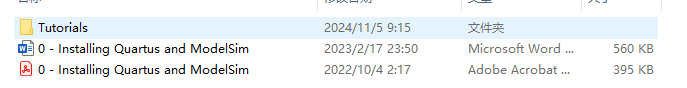 Tutorials 2024/11/5 9:15 文件夹
0 - Installing Quartus and ModelSim 2023/2/17 23:50 Microsoft Word ... 560 KB
0 - Installing Quartus and ModelSim 2022/10/4 2:17 Adobe Acrobat ... 395 KB